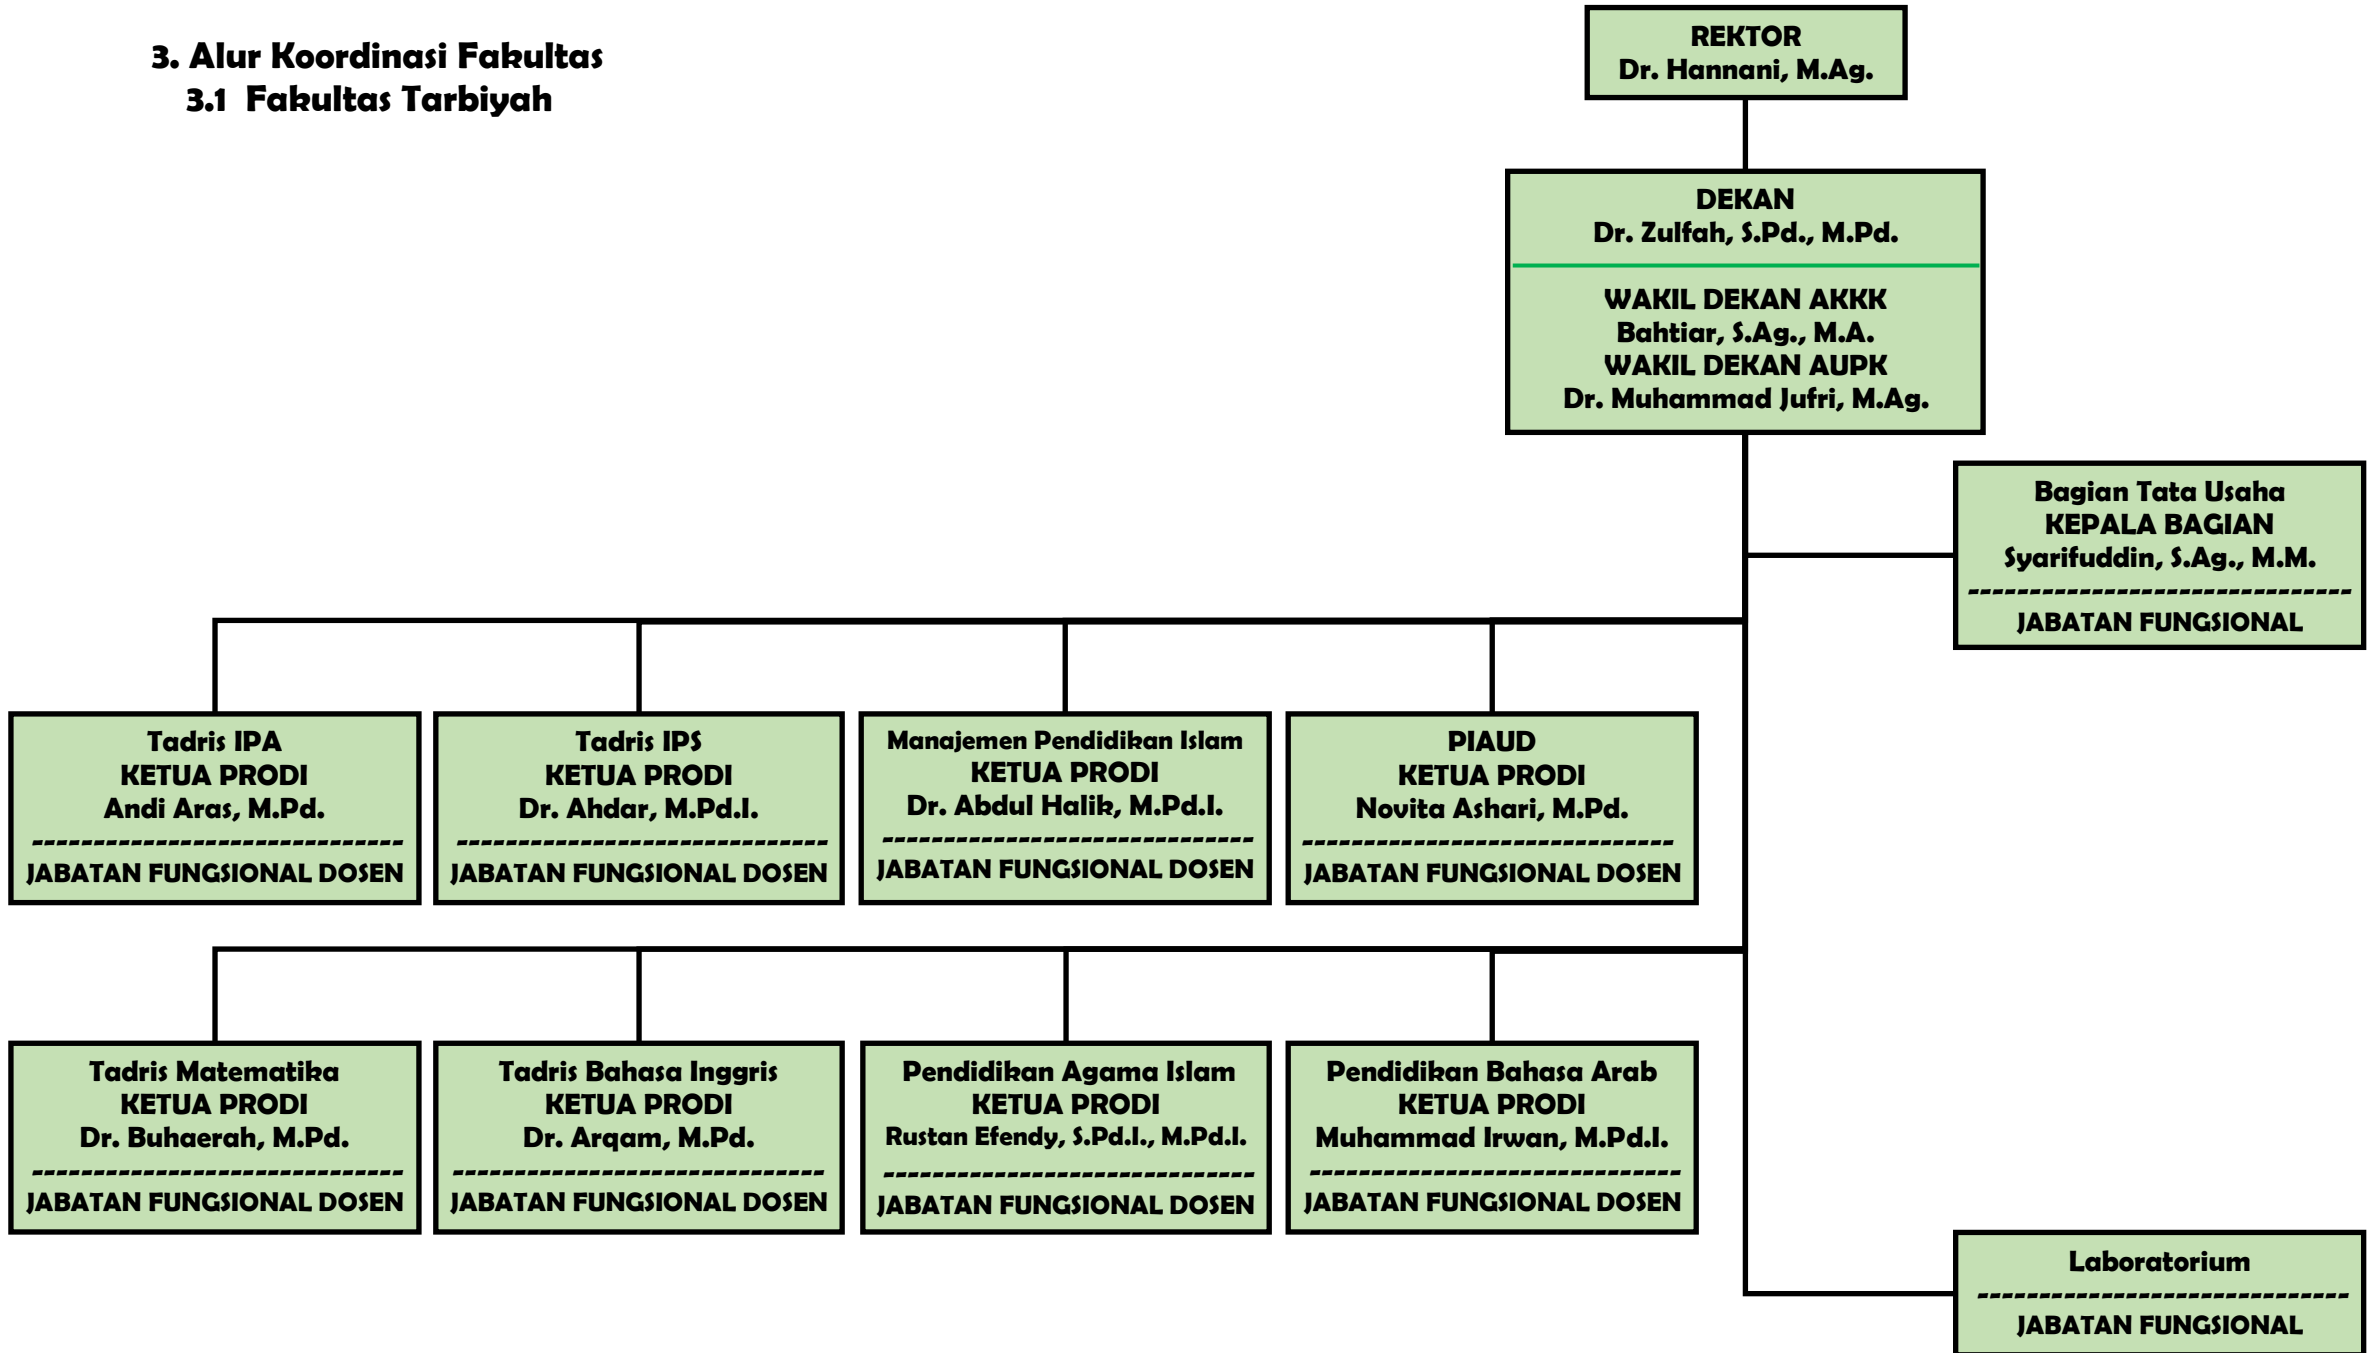 3. Alur Koordinasi Fakultas
3.1 Fakultas Tarbiyah
REKTOR
Dr. Hannani, M.Ag.
DEKAN
Dr. Zulfah, S.Pd., M.Pd.
WAKIL DEKAN AKKK
Bahtiar, S.Ag., M.A.
WAKIL DEKAN AUPK
Dr. Muhammad Jufri, M.Ag.
Bagian Tata Usaha
KEPALA BAGIAN
Syarifuddin, S.Ag., M.M.
-------------------------------
JABATAN FUNGSIONAL
Tadris IPA
KETUA PRODI
Andi Aras, M.Pd.
------------------------------
JABATAN FUNGSIONAL DOSEN
Tadris IPS
KETUA PRODI
Dr. Ahdar, M.Pd.I.
------------------------------
JABATAN FUNGSIONAL DOSEN
Manajemen Pendidikan Islam
KETUA PRODI
Dr. Abdul Halik, M.Pd.I.
------------------------------
JABATAN FUNGSIONAL DOSEN
PIAUD
KETUA PRODI
Novita Ashari, M.Pd.
------------------------------
JABATAN FUNGSIONAL DOSEN
Tadris Matematika
KETUA PRODI
Dr. Buhaerah, M.Pd.
------------------------------
JABATAN FUNGSIONAL DOSEN
Tadris Bahasa Inggris
KETUA PRODI
Dr. Arqam, M.Pd.
------------------------------
JABATAN FUNGSIONAL DOSEN
Pendidikan Agama Islam
KETUA PRODI
Rustan Efendy, S.Pd.I., M.Pd.I.
------------------------------
JABATAN FUNGSIONAL DOSEN
Pendidikan Bahasa Arab
KETUA PRODI
Muhammad Irwan, M.Pd.I.
------------------------------
JABATAN FUNGSIONAL DOSEN
Laboratorium
------------------------------
JABATAN FUNGSIONAL